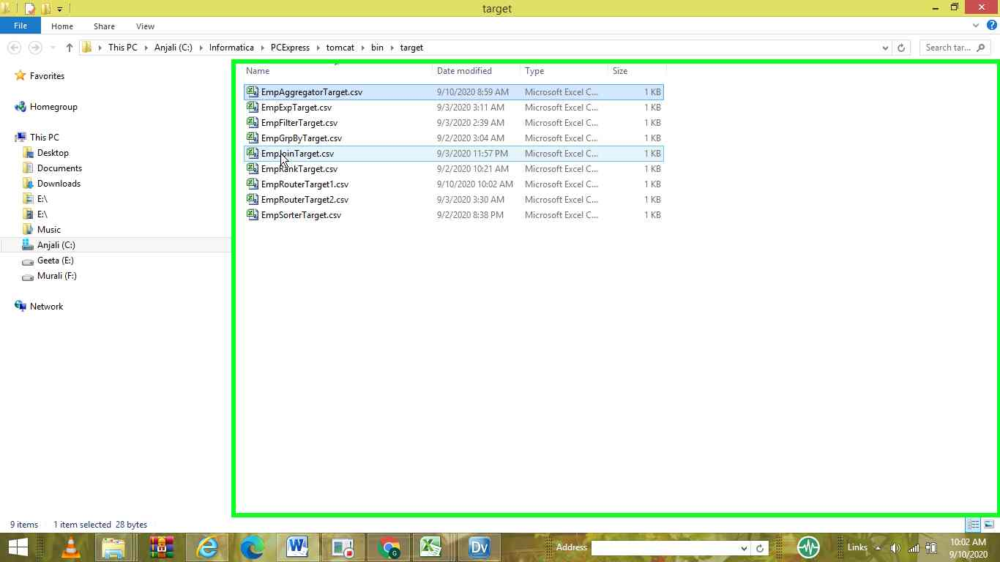 target
File Home Share View
This PC Anjali (C:) Informatica PCExpress tomcat bin target Search tar...
Favorites
Homegroup
This PC
Desktop
Documents
Downloads
E:\
E:\
Music
Anjali (C:)
Geeta (E:)
Murali (F:)
Network
Name Date modified Type Size
EmpAggregatorTarget.csv 9/10/2020 8:59 AM Microsoft Excel C... 1 KB
EmpExpTarget.csv 9/3/2020 3:11 AM Microsoft Excel C... 1 KB
EmpFilterTarget.csv 9/3/2020 2:39 AM Microsoft Excel C... 1 KB
EmpGrpByTarget.csv 9/2/2020 3:04 AM Microsoft Excel C... 1 KB
EmpJoinTarget.csv 9/3/2020 11:57 PM Microsoft Excel C... 1 KB
EmpRankTarget.csv 9/2/2020 10:21 AM Microsoft Excel C... 1 KB
EmpRouterTarget1.csv 9/10/2020 10:02 AM Microsoft Excel C... 1 KB
EmpRouterTarget2.csv 9/3/2020 3:30 AM Microsoft Excel C... 1 KB
EmpSorterTarget.csv 9/2/2020 8:38 PM Microsoft Excel C... 1 KB
9 items 1 item selected 28 bytes
Dv Address Links 10:02 AM
9/10/2020